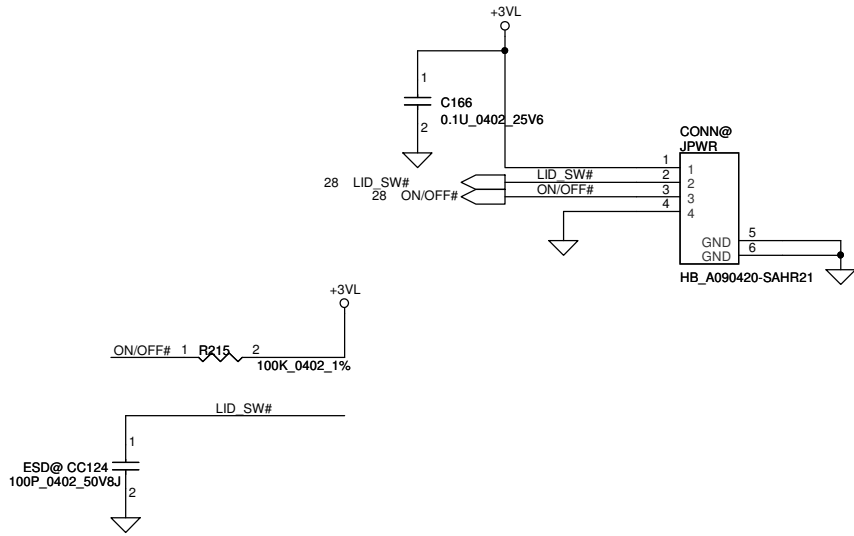 +3VL
1
C166
0.1U_0402_25V6
2
CONN@
JPWR
1
1
28 LID_SW#
LID_SW#
2
2
28 ON/OFF#
ON/OFF#
3
3
4
4
GND 5
GND 6
HB_A090420-SAHR21
+3VL
ON/OFF# 1 R215 2
100K_0402_1%
LID_SW#
1
ESD@ CC124
100P_0402_50V8J
2